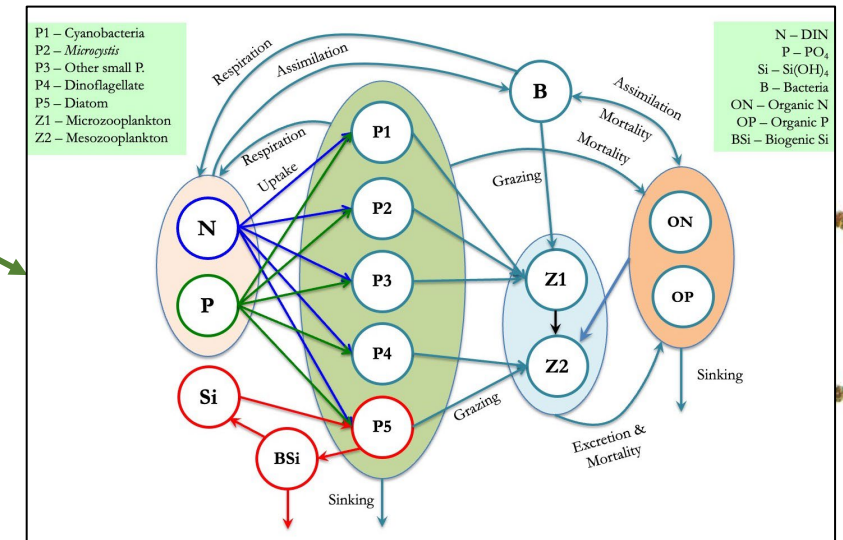 P1 – Cyanobacteria
P2 – Microcystis
P3 – Other small P.
P4 – Dinoflagellate
P5 – Diatom
Z1 – Microzooplankton
Z2 – Mesozooplankton
N – DIN
P – PO₄
Si – Si(OH)₄
B – Bacteria
ON – Organic N
OP – Organic P
BSi – Biogenic Si
Respiration
Assimilation
B
Assimilation
Mortality
Respiration
Uptake
P1
Grazing
Mortality
N
P2
ON
P
P3
Z1
OP
P4
Z2
Si
P5
Grazing
Sinking
BSi
Excretion &
Mortality
Sinking